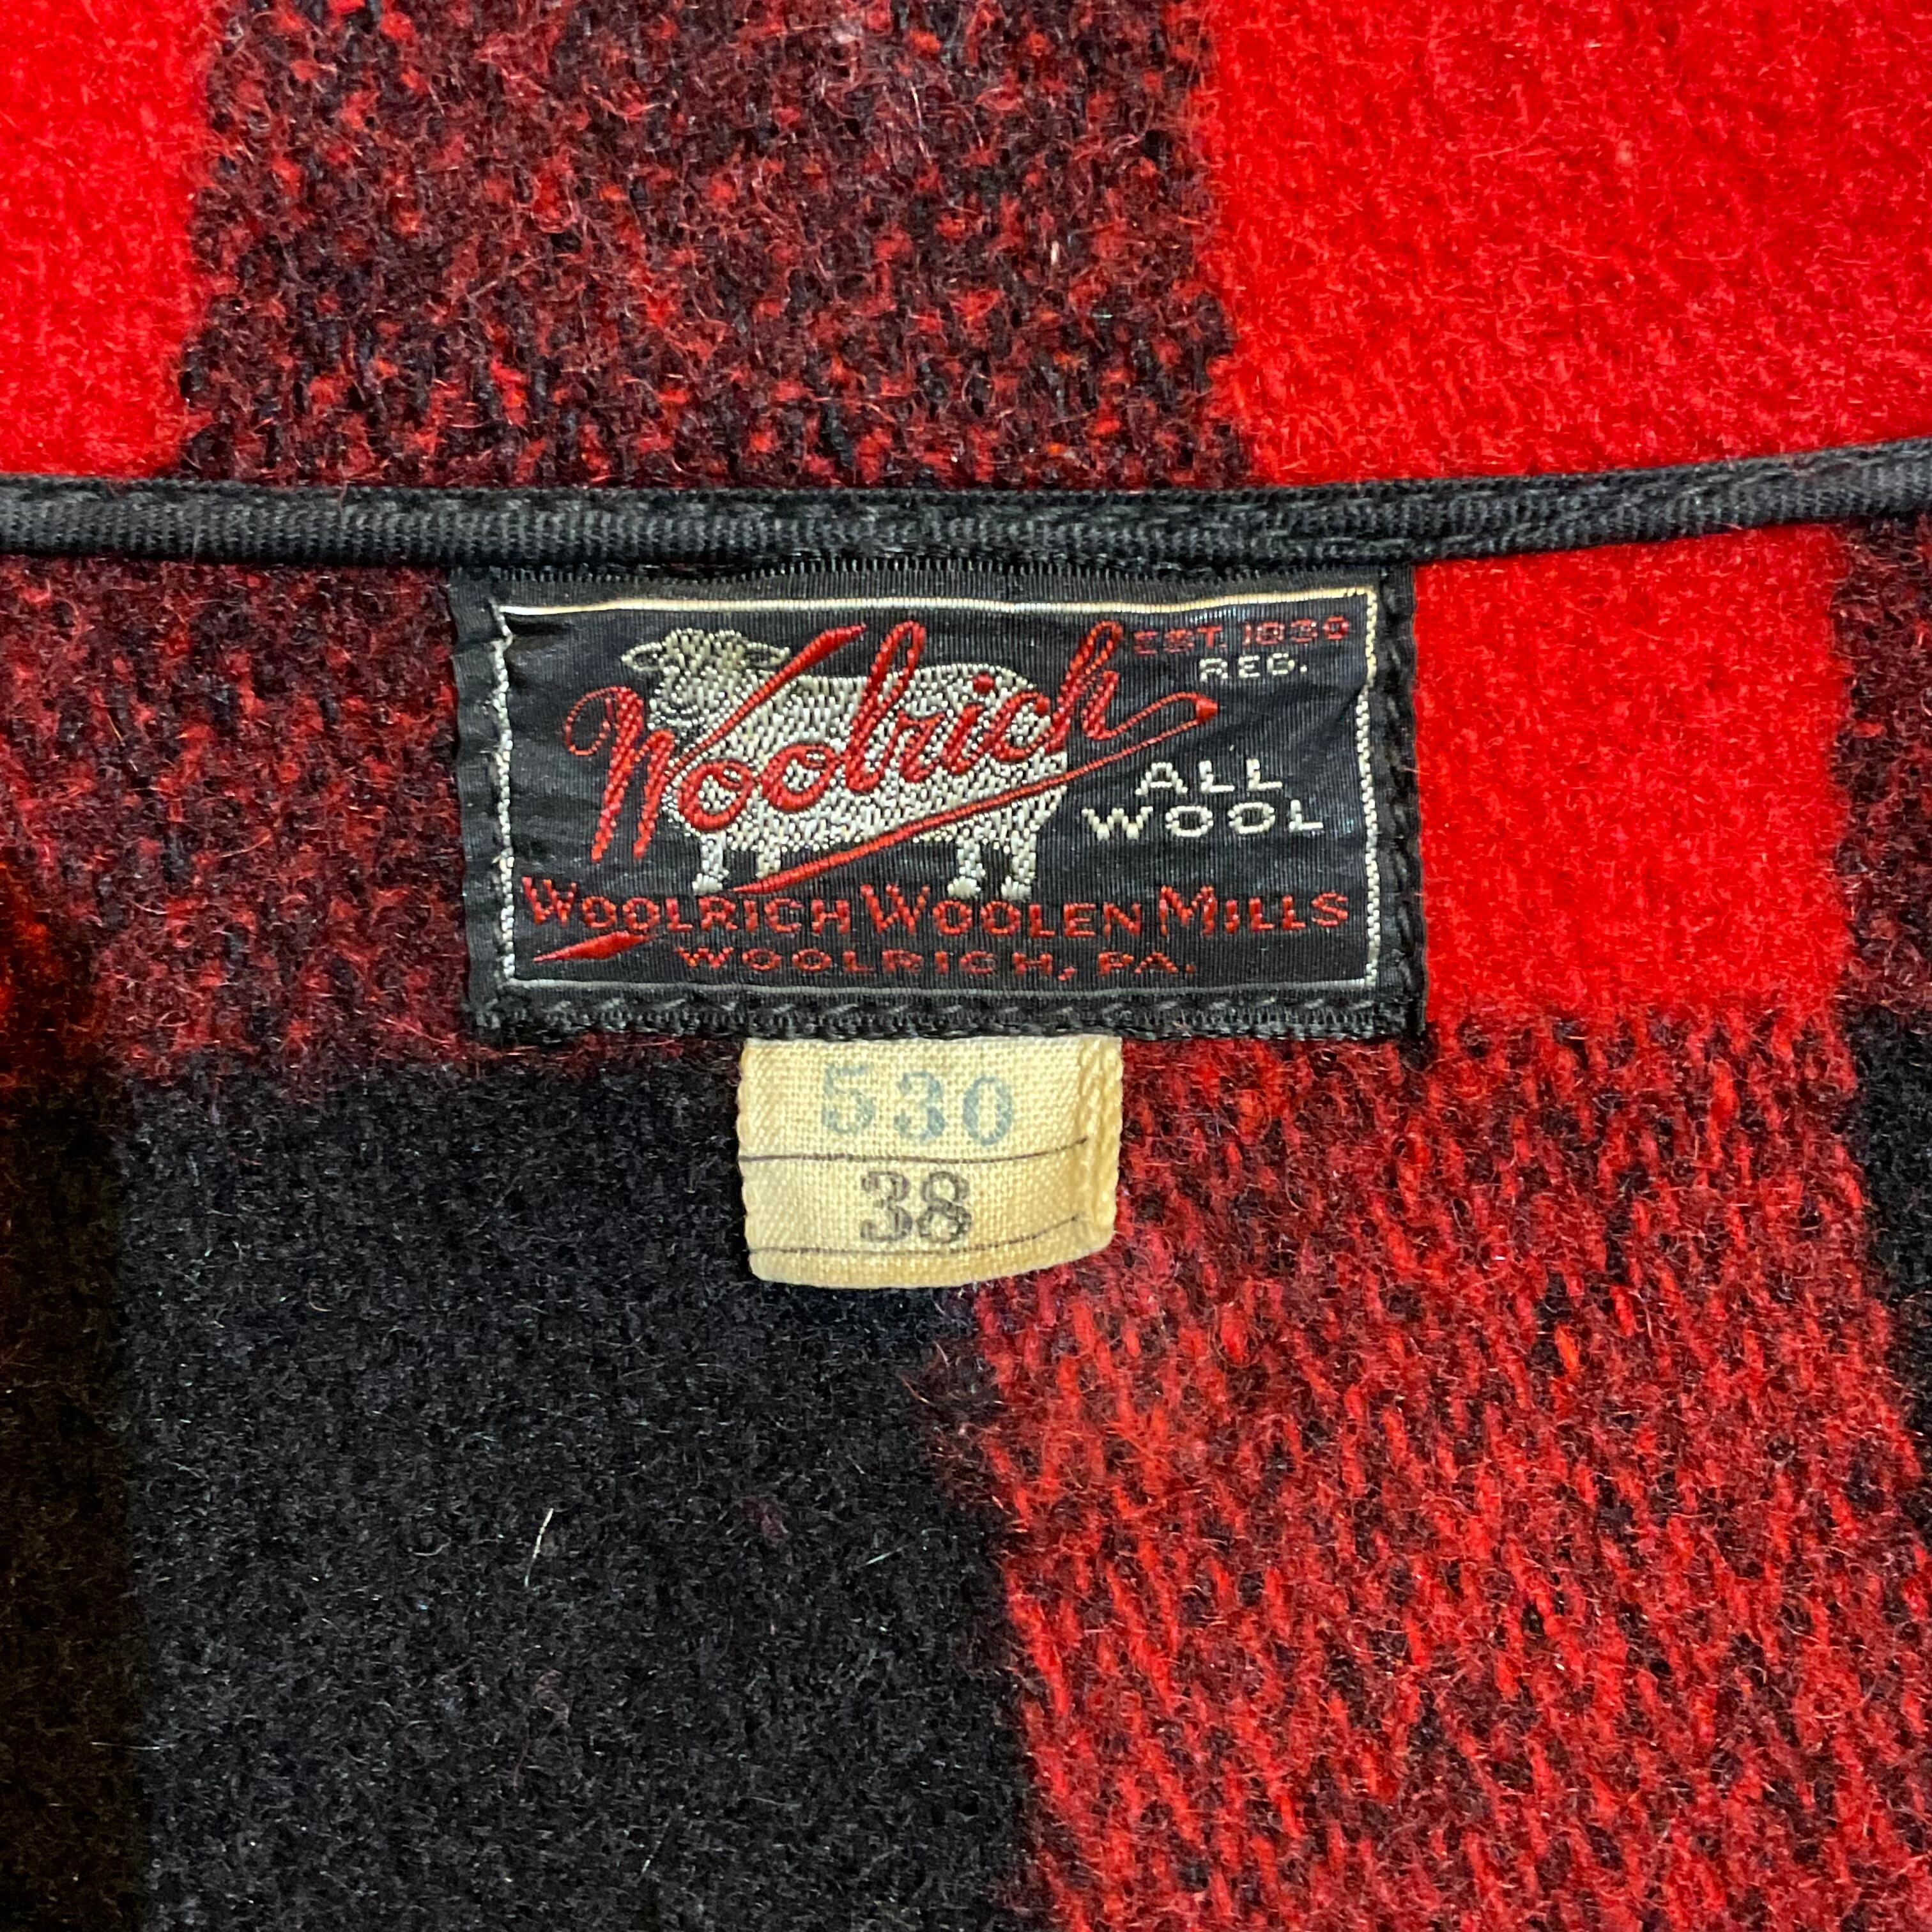 Woolrich
EST. 1830
REG.
ALL
WOOL
WOOLRICH WOOLEN MILLS
WOOLRICH, PA.
530
38